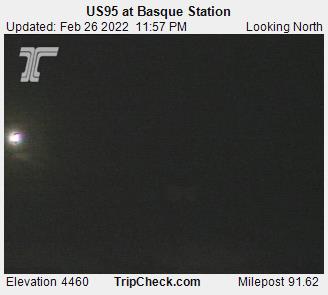 US95 at Basque Station
Updated: Feb 26 2022 11:57 PM Looking North
Elevation 4460 TripCheck.com Milepost 91.62